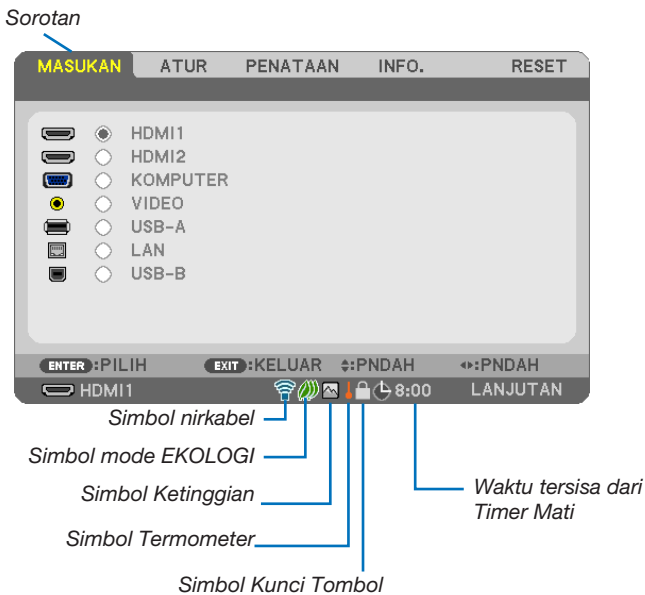 Sorotan
MASUKAN ATUR PENATAAN INFO. RESET
HDMI1
HDMI2
KOMPUTER
VIDEO
USB-A
LAN
USB-B
ENTER :PILIH EXIT :KELUAR :PNDAH :PNDAH
HDMI1 8:00 LANJUTAN
Simbol nirkabel
Simbol mode EKOLOGI
Simbol Ketinggian
Waktu tersisa dari
Timer Mati
Simbol Termometer
Simbol Kunci Tombol